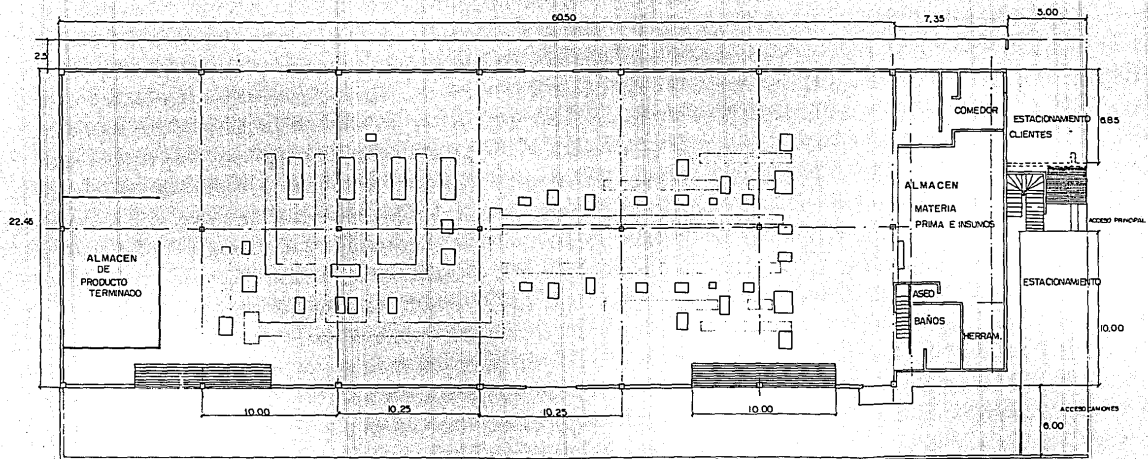 60.50
7.35
5.00
2.5
COMEDOR
ESTACIONAMIENTO
CLIENTES
6.85
ALMACEN
MATERIA
PRIMA E INSUMOS
22.45
ACCESO PRINCIPAL
ALMACEN
DE
PRODUCTO
TERMINADO
ESTACIONAMIENTO
ASEO
BAÑOS
HERRAM.
10.00
10.00
10.25
10.25
10.00
ACCESO CAMIONES
6.00